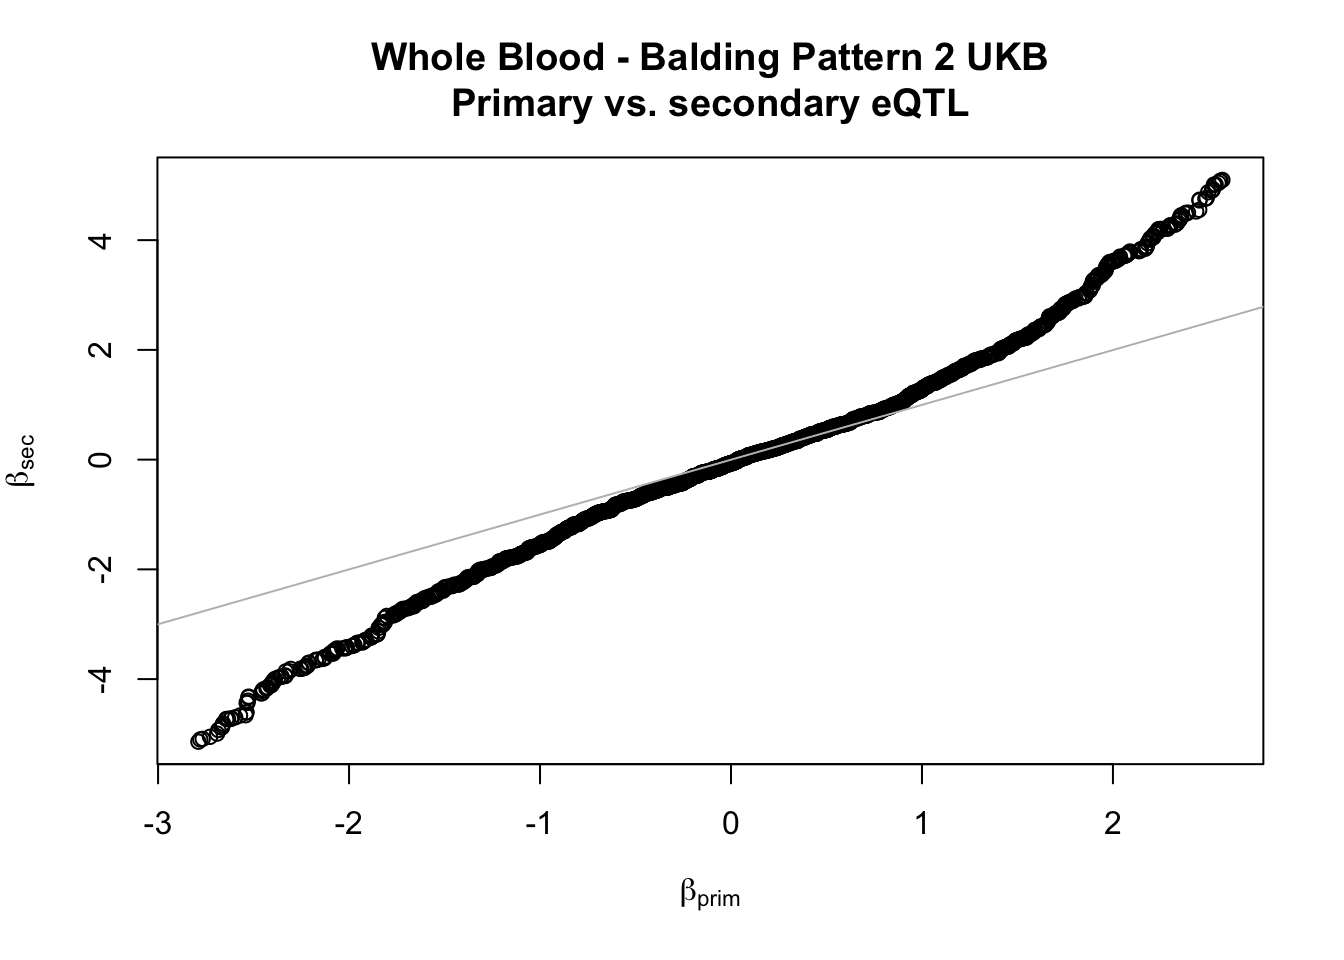 Whole Blood - Balding Pattern 2 UKB
Primary vs. secondary eQTL
4
2
0
-2
-4
βsec
-3 -2 -1 0 1 2
βprim